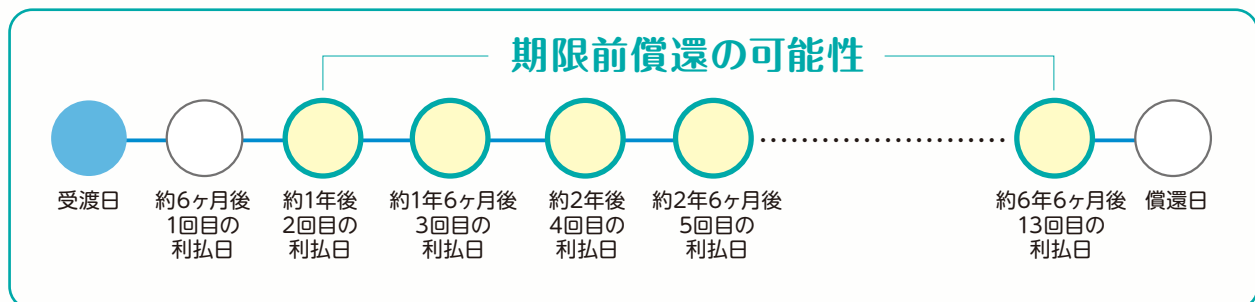 期限前償還の可能性
受渡日
約6ヶ月後
1回目の
利払日
約1年後
2回目の
利払日
約1年6ヶ月後
3回目の
利払日
約2年後
4回目の
利払日
約2年6ヶ月後
5回目の
利払日
約6年6ヶ月後
13回目の
利払日
償還日